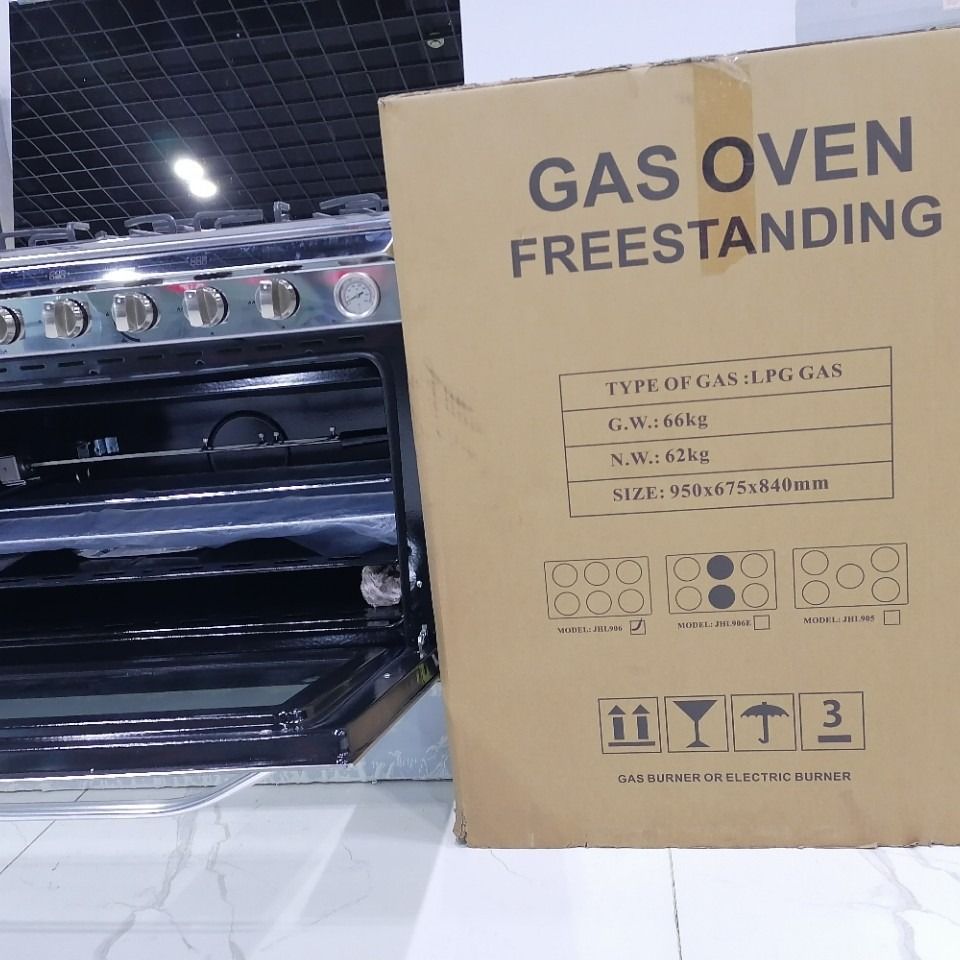 GAS OVEN
FREESTANDING
TYPE OF GAS :LPG GAS
G.W.: 66kg
N.W.: 62kg
SIZE: 950x675x840mm
MODEL: JHL906
MODEL: JHL906E
MODEL: JHL905
3
GAS BURNER OR ELECTRIC BURNER